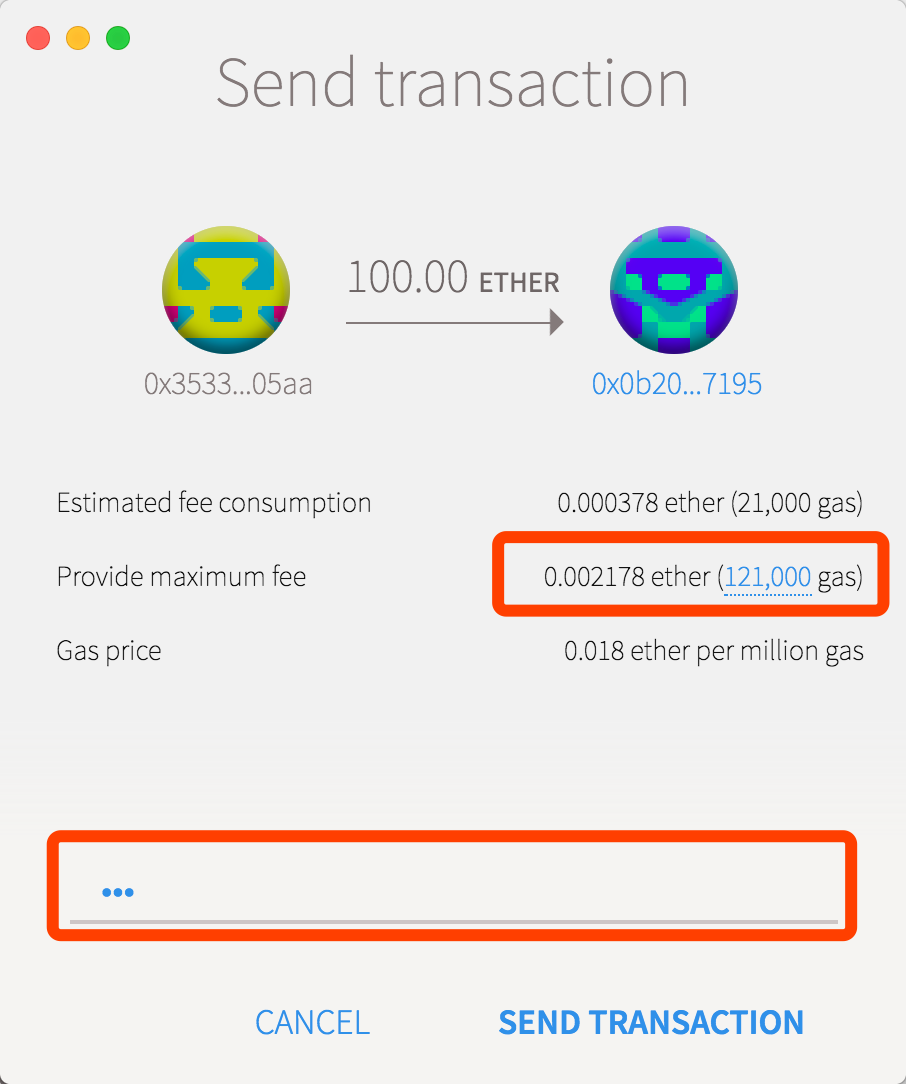 Send transaction
100.00 ETHER
0x3533...05aa
0x0b20...7195
Estimated fee consumption 0.000378 ether (21,000 gas)
Provide maximum fee 0.002178 ether (121,000 gas)
Gas price 0.018 ether per million gas
•••
CANCEL SEND TRANSACTION